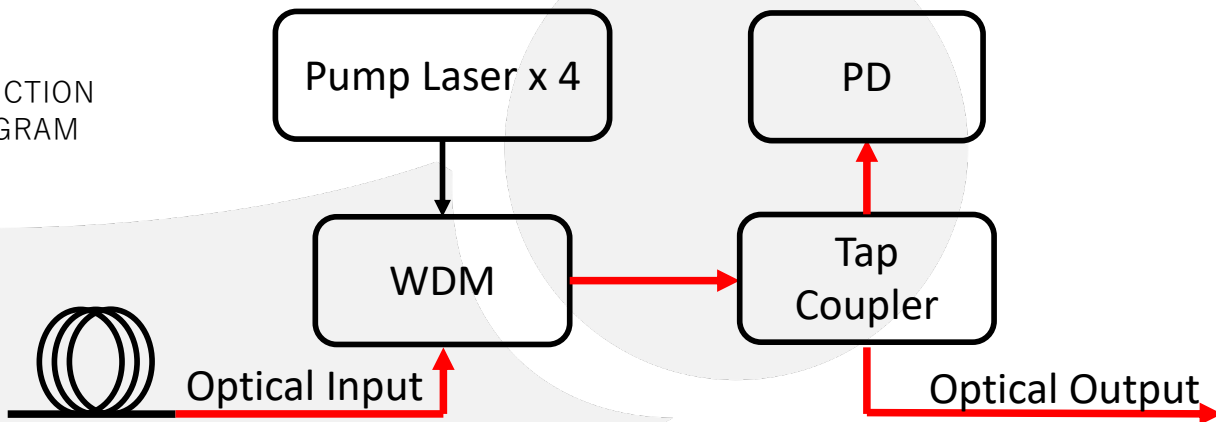 Pump Laser x 4
PD
CTION
GRAM
WDM
Tap
Coupler
Optical Input
Optical Output